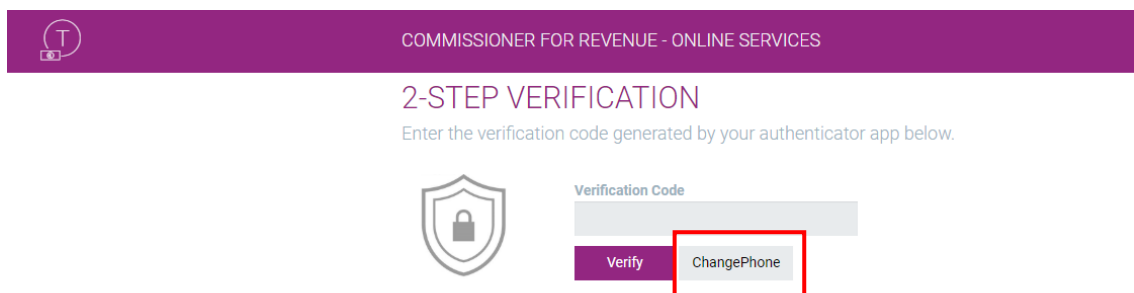 T
COMMISSIONER FOR REVENUE - ONLINE SERVICES
2-STEP VERIFICATION
Enter the verification code generated by your authenticator app below.
Verification Code
Verify ChangePhone